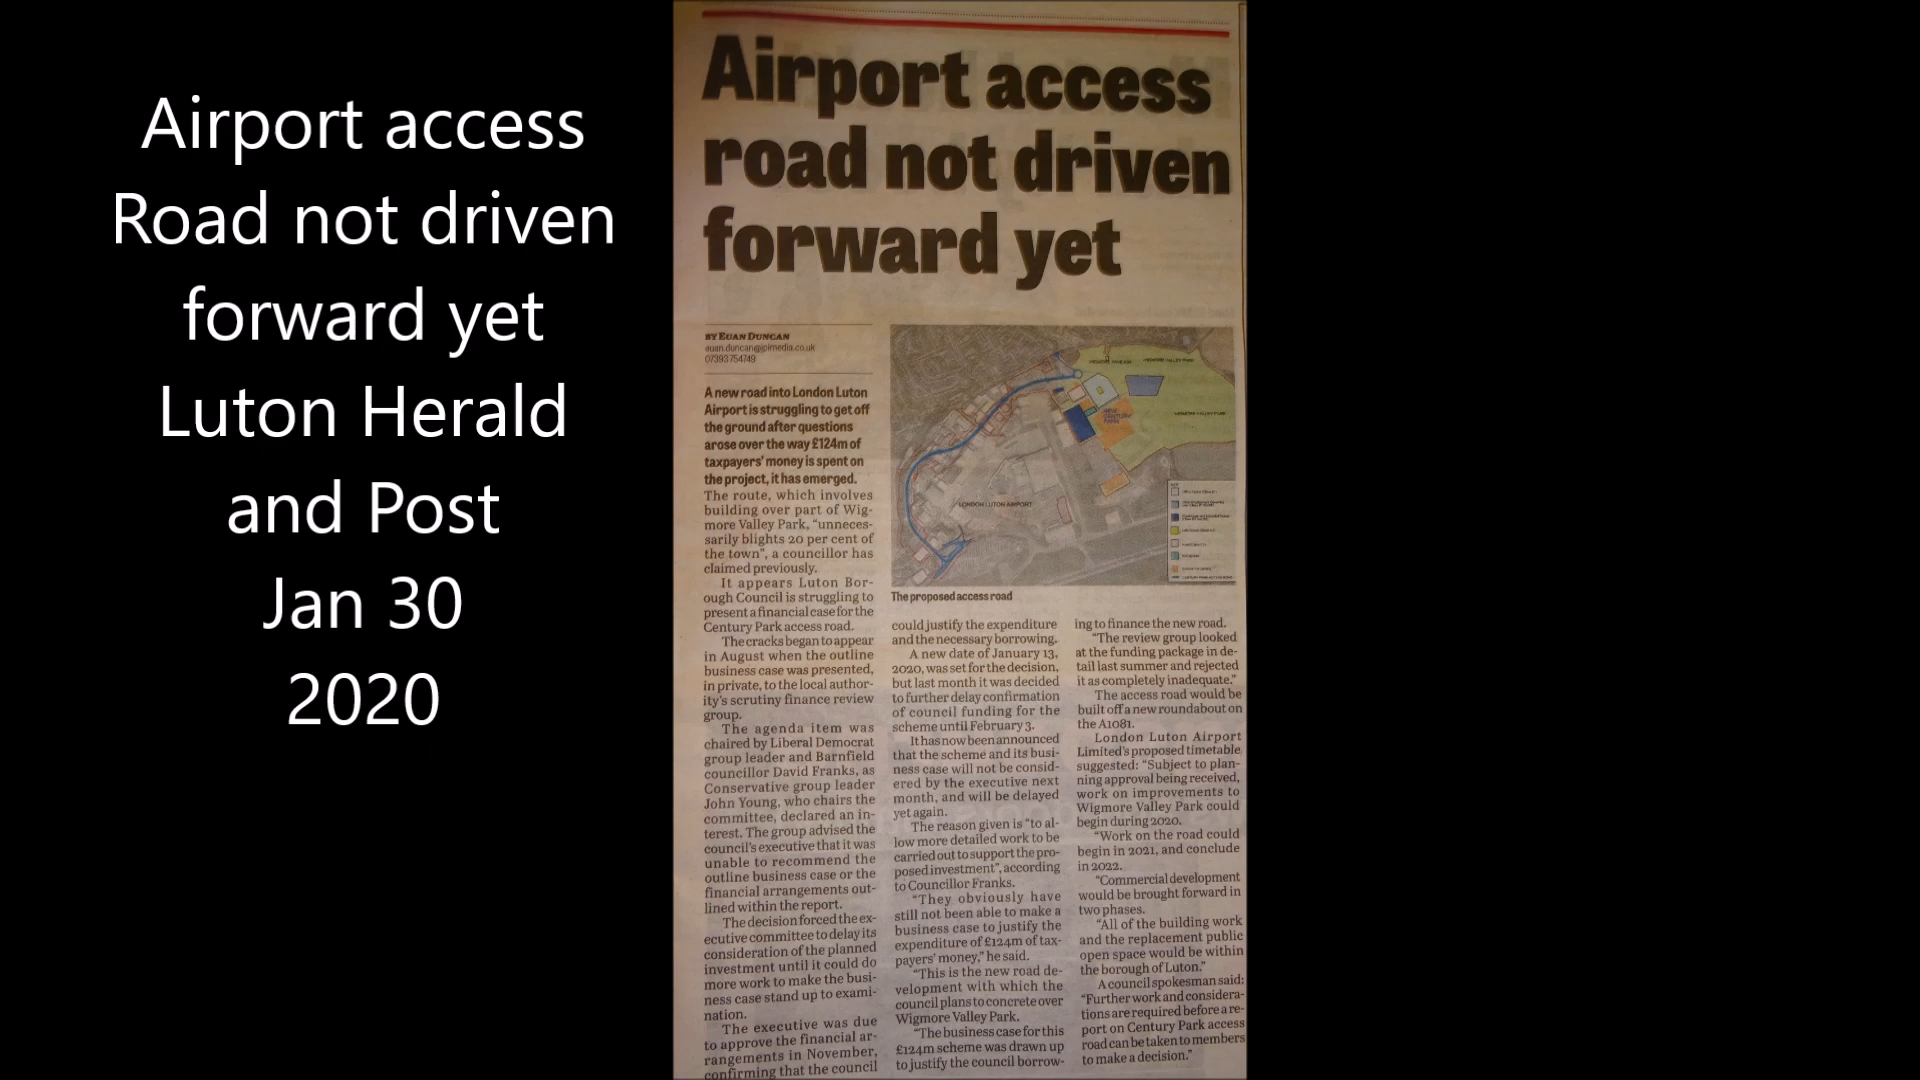 Airport access
Road not driven
forward yet
Luton Herald
and Post
Jan 30
2020
Airport access
road not driven
forward yet
BY EUAN DUNCAN
euan.duncan@jpimedia.co.uk
07393 754749
A new road into London Luton
Airport is struggling to get off
the ground after questions
arose over the way £124m of
taxpayers' money is spent on
the project, it has emerged.
The route, which involves
building over part of Wig-
more Valley Park, "unneces-
sarily blights 20 per cent of
the town", a councillor has
claimed previously.
It appears Luton Bor-
ough Council is struggling to
present a financial case for the
Century Park access road.
The cracks began to appear
in August when the outline
business case was presented,
in private, to the local author-
ity's scrutiny finance review
group.
The agenda item was
chaired by Liberal Democrat
group leader and Barnfield
councillor David Franks, as
Conservative group leader
John Young, who chairs the
committee, declared an in-
terest. The group advised the
council's executive that it was
unable to recommend the
outline business case or the
financial arrangements out-
lined within the report.
The decision forced the ex-
ecutive committee to delay its
consideration of the planned
investment until it could do
more work to make the busi-
ness case stand up to exami-
nation.
The executive was due
to approve the financial ar-
rangements in November,
confirming that the council
WIGMORE VALLEY PARK
WIGMORE VALLEY PARK
NEW CENTURY PARK
LONDON LUTON AIRPORT
The proposed access road
could justify the expenditure
and the necessary borrowing.
A new date of January 13,
2020, was set for the decision,
but last month it was decided
to further delay confirmation
of council funding for the
scheme until February 3.
It has now been announced
that the scheme and its busi-
ness case will not be consid-
ered by the executive next
month, and will be delayed
yet again.
The reason given is "to al-
low more detailed work to be
carried out to support the pro-
posed investment", according
to Councillor Franks.
"They obviously have
still not been able to make a
business case to justify the
expenditure of £124m of tax-
payers' money," he said.
"This is the new road de-
velopment with which the
council plans to concrete over
Wigmore Valley Park.
"The business case for this
£124m scheme was drawn up
to justify the council borrow-
ing to finance the new road.
"The review group looked
at the funding package in de-
tail last summer and rejected
it as completely inadequate."
The access road would be
built off a new roundabout on
the A1081.
London Luton Airport
Limited's proposed timetable
suggested: "Subject to plan-
ning approval being received,
work on improvements to
Wigmore Valley Park could
begin during 2020.
"Work on the road could
begin in 2021, and conclude
in 2022.
"Commercial development
would be brought forward in
two phases.
"All of the building work
and the replacement public
open space would be within
the borough of Luton."
A council spokesman said:
"Further work and considera-
tions are required before a re-
port on Century Park access
road can be taken to members
to make a decision."